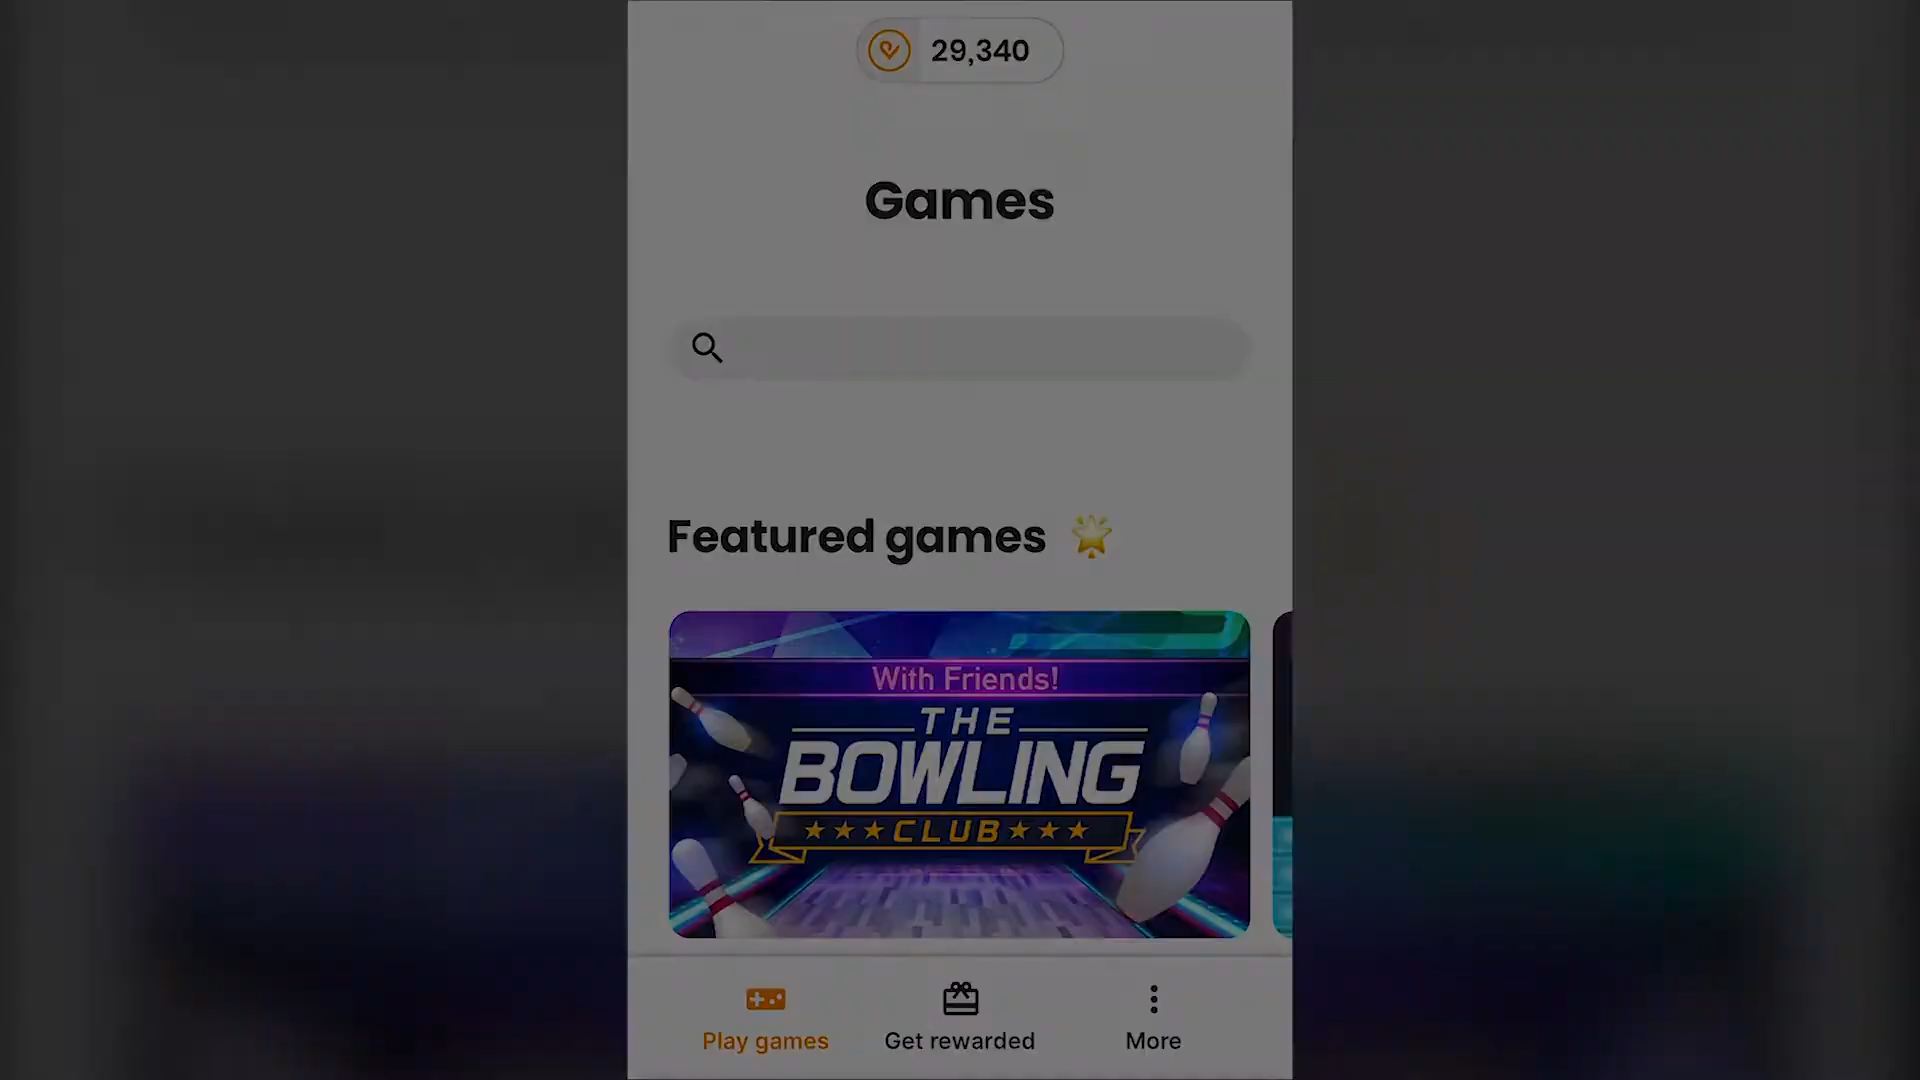 29,340
Games
Featured games
With Friends!
THE
BOWLING
CLUB
Play games
Get rewarded
More